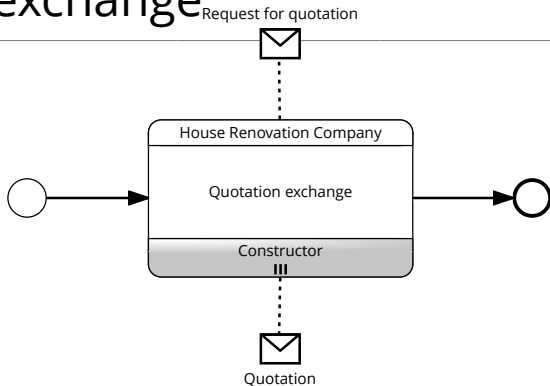 exchange
Request for quotation
House Renovation Company
Quotation exchange
Constructor
Quotation